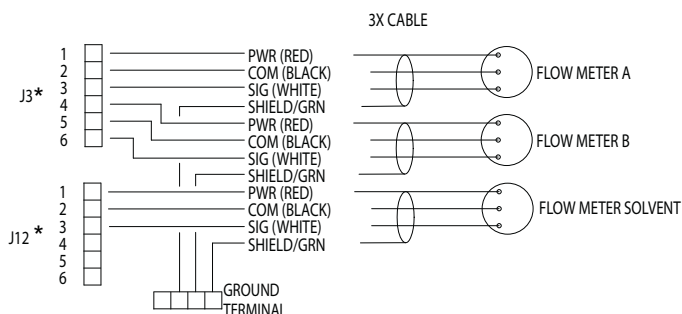 3X CABLE
1 PWR (RED)
2 COM (BLACK) FLOW METER A
3 SIG (WHITE)
J3*
4 SHIELD/GRN
5 PWR (RED)
6 COM (BLACK) FLOW METER B
SIG (WHITE)
SHIELD/GRN
1 PWR (RED)
2 COM (BLACK) FLOW METER SOLVENT
3 SIG (WHITE)
J12 *
4 SHIELD/GRN
5
6
GROUND
TERMINAL